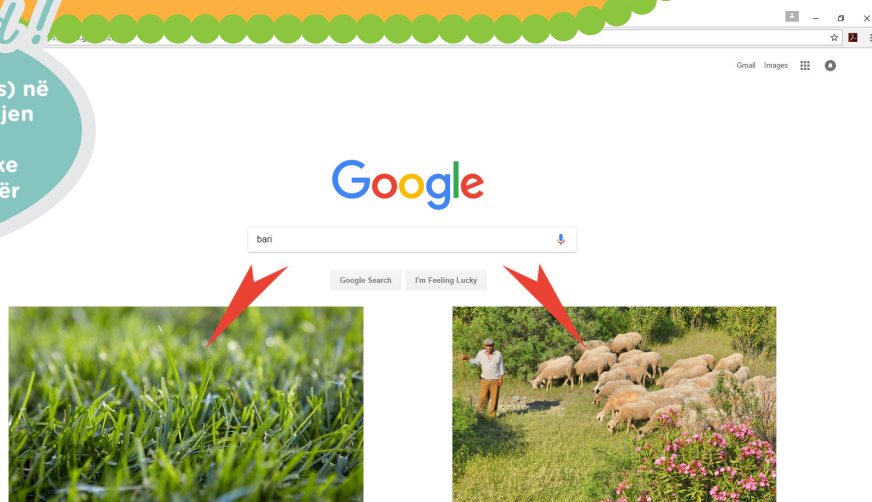 s) në
jen
ke
ër
Gmail Images
Google
bari
Google Search I'm Feeling Lucky